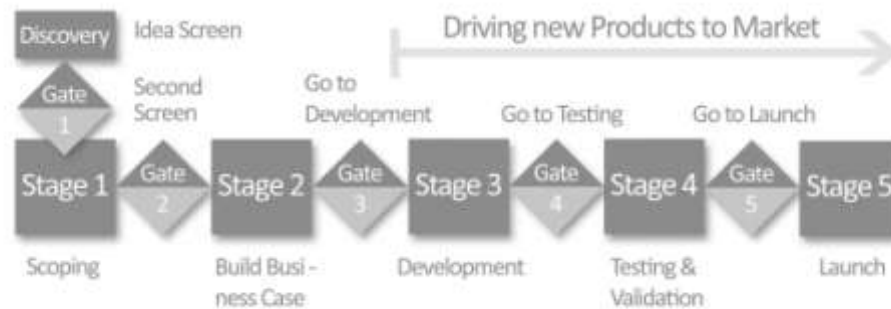 Discovery
Idea Screen
Driving new Products to Market
Gate
1
Second
Screen
Go to
Development
Go to Testing
Go to Launch
Stage 1
Gate
2
Stage 2
Gate
3
Stage 3
Gate
4
Stage 4
Gate
5
Stage 5
Scoping
Build Busi -
ness Case
Development
Testing &
Validation
Launch